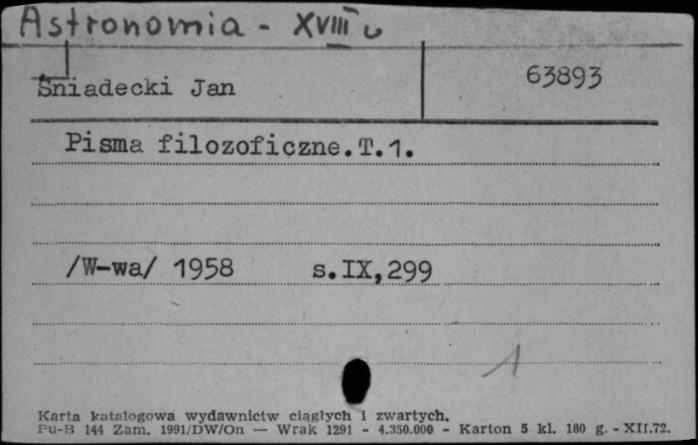 Astronomia - XVIII w
Śniadecki Jan
63893
Pisma filozoficzne.T.1.
/W-wa/ 1958 s.IX,299
1
Karta katalogowa wydawnictw ciągłych i zwartych.
Pu-B 144 Zam. 1991/DW/On — Wrak 1291 - 4.350.000 - Karton 5 kl. 180 g. - XII.72.